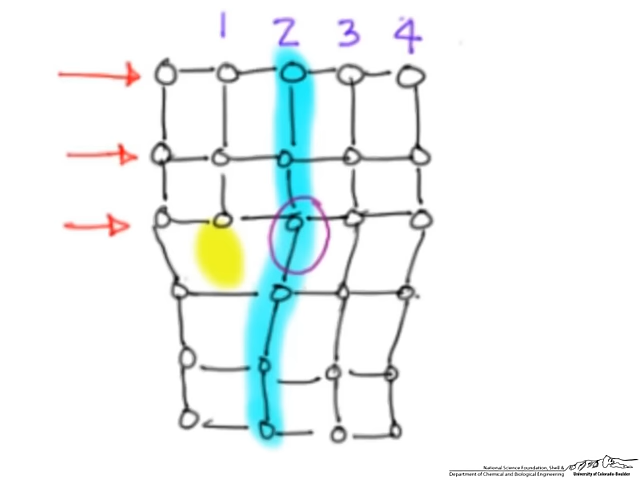 1 2 3 4
National Science Foundation, Shell &
Department of Chemical and Biological Engineering
University of Colorado Boulder